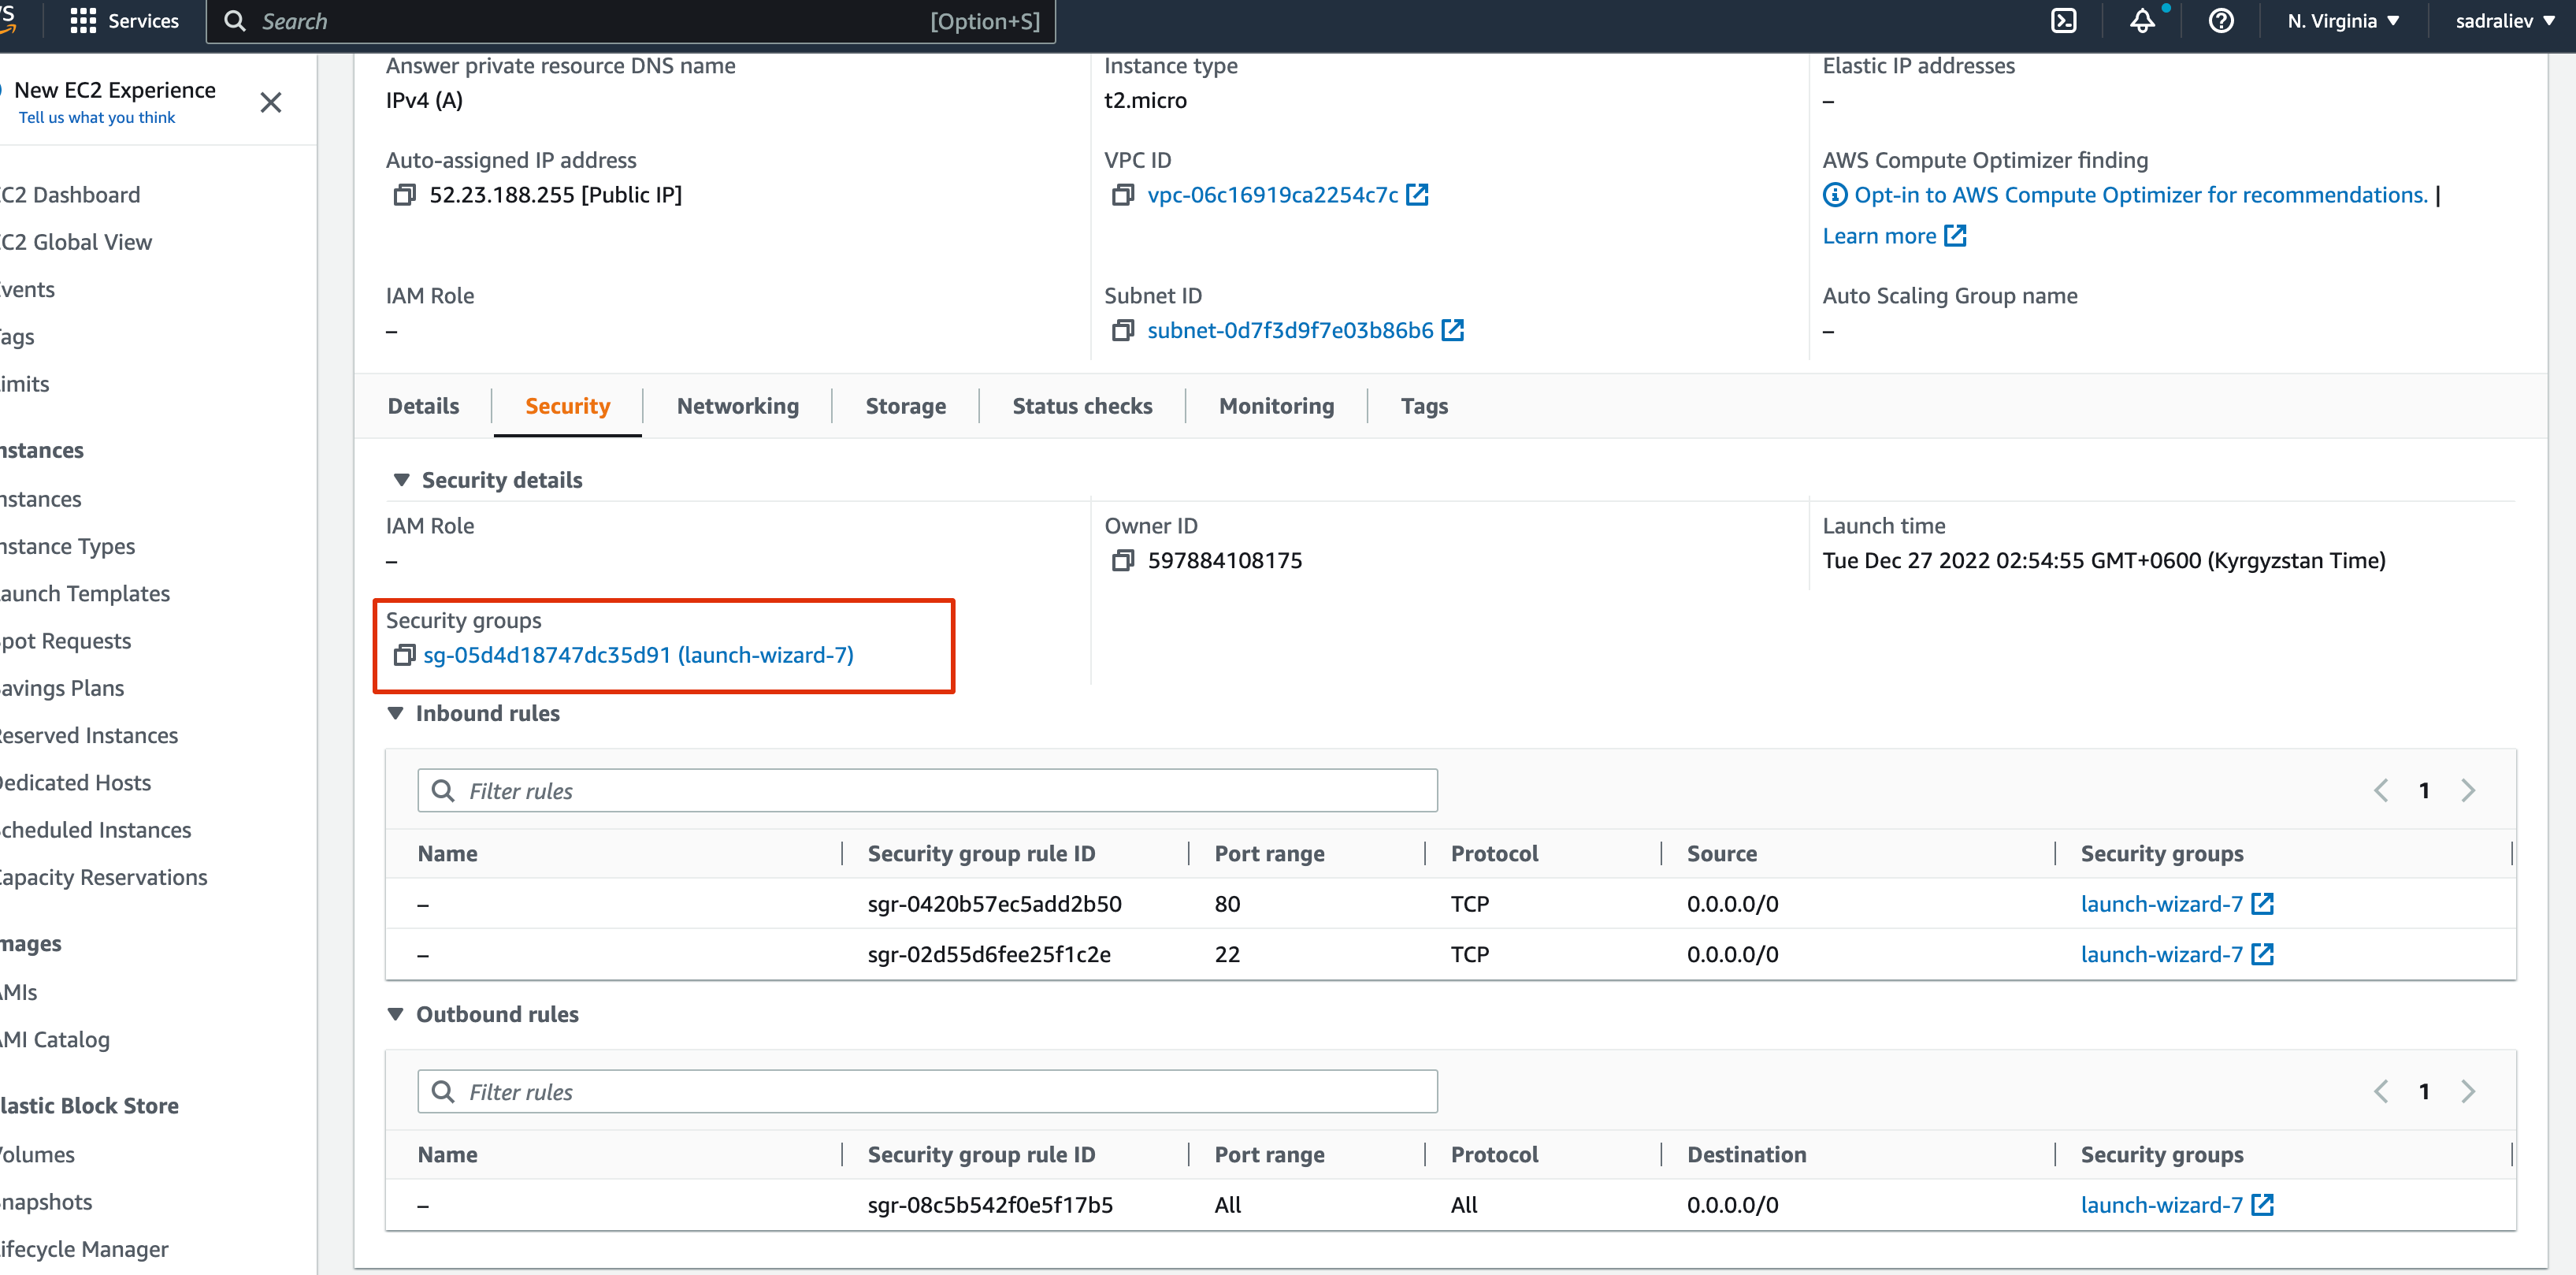 Services
Search
[Option+S]
N. Virginia
sadraliev
New EC2 Experience
Tell us what you think
C2 Dashboard
C2 Global View
vents
ags
imits
nstances
nstances
nstance Types
aunch Templates
pot Requests
avings Plans
eserved Instances
edicated Hosts
cheduled Instances
apacity Reservations
mages
AMIs
AMI Catalog
lastic Block Store
olumes
napshots
ifecycle Manager
Answer private resource DNS name
IPv4 (A)
Instance type
t2.micro
Elastic IP addresses
–
Auto-assigned IP address
52.23.188.255 [Public IP]
VPC ID
vpc-06c16919ca2254c7c
AWS Compute Optimizer finding
Opt-in to AWS Compute Optimizer for recommendations. |
Learn more
IAM Role
–
Subnet ID
subnet-0d7f3d9f7e03b86b6
Auto Scaling Group name
–
Details
Security
Networking
Storage
Status checks
Monitoring
Tags
Security details
IAM Role
–
Owner ID
597884108175
Launch time
Tue Dec 27 2022 02:54:55 GMT+0600 (Kyrgyzstan Time)
Security groups
sg-05d4d18747dc35d91 (launch-wizard-7)
Inbound rules
Filter rules
1
Name Security group rule ID Port range Protocol Source Security groups
– sgr-0420b57ec5add2b50 80 TCP 0.0.0.0/0 launch-wizard-7
– sgr-02d55d6fee25f1c2e 22 TCP 0.0.0.0/0 launch-wizard-7
Outbound rules
Filter rules
1
Name Security group rule ID Port range Protocol Destination Security groups
– sgr-08c5b542f0e5f17b5 All All 0.0.0.0/0 launch-wizard-7